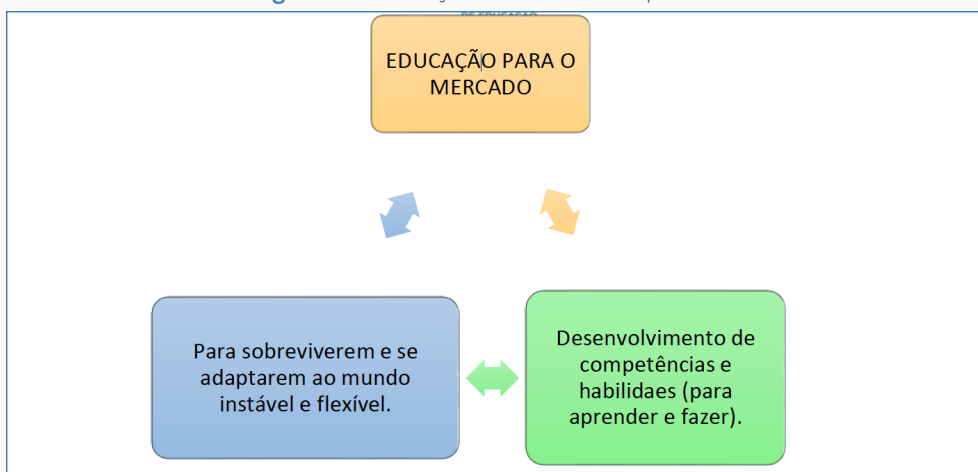 EDUCAÇÃO PARA O
MERCADO
Para sobreviverem e se
adaptarem ao mundo
instável e flexível.
Desenvolvimento de
competências e
habilidaes (para
aprender e fazer).